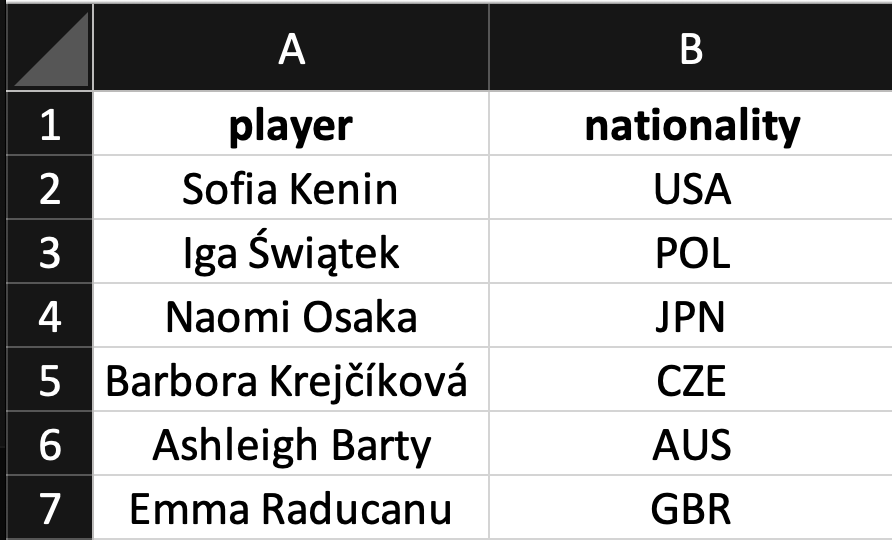 A B
1 player nationality
2 Sofia Kenin USA
3 Iga Świątek POL
4 Naomi Osaka JPN
5 Barbora Krejčíková CZE
6 Ashleigh Barty AUS
7 Emma Raducanu GBR